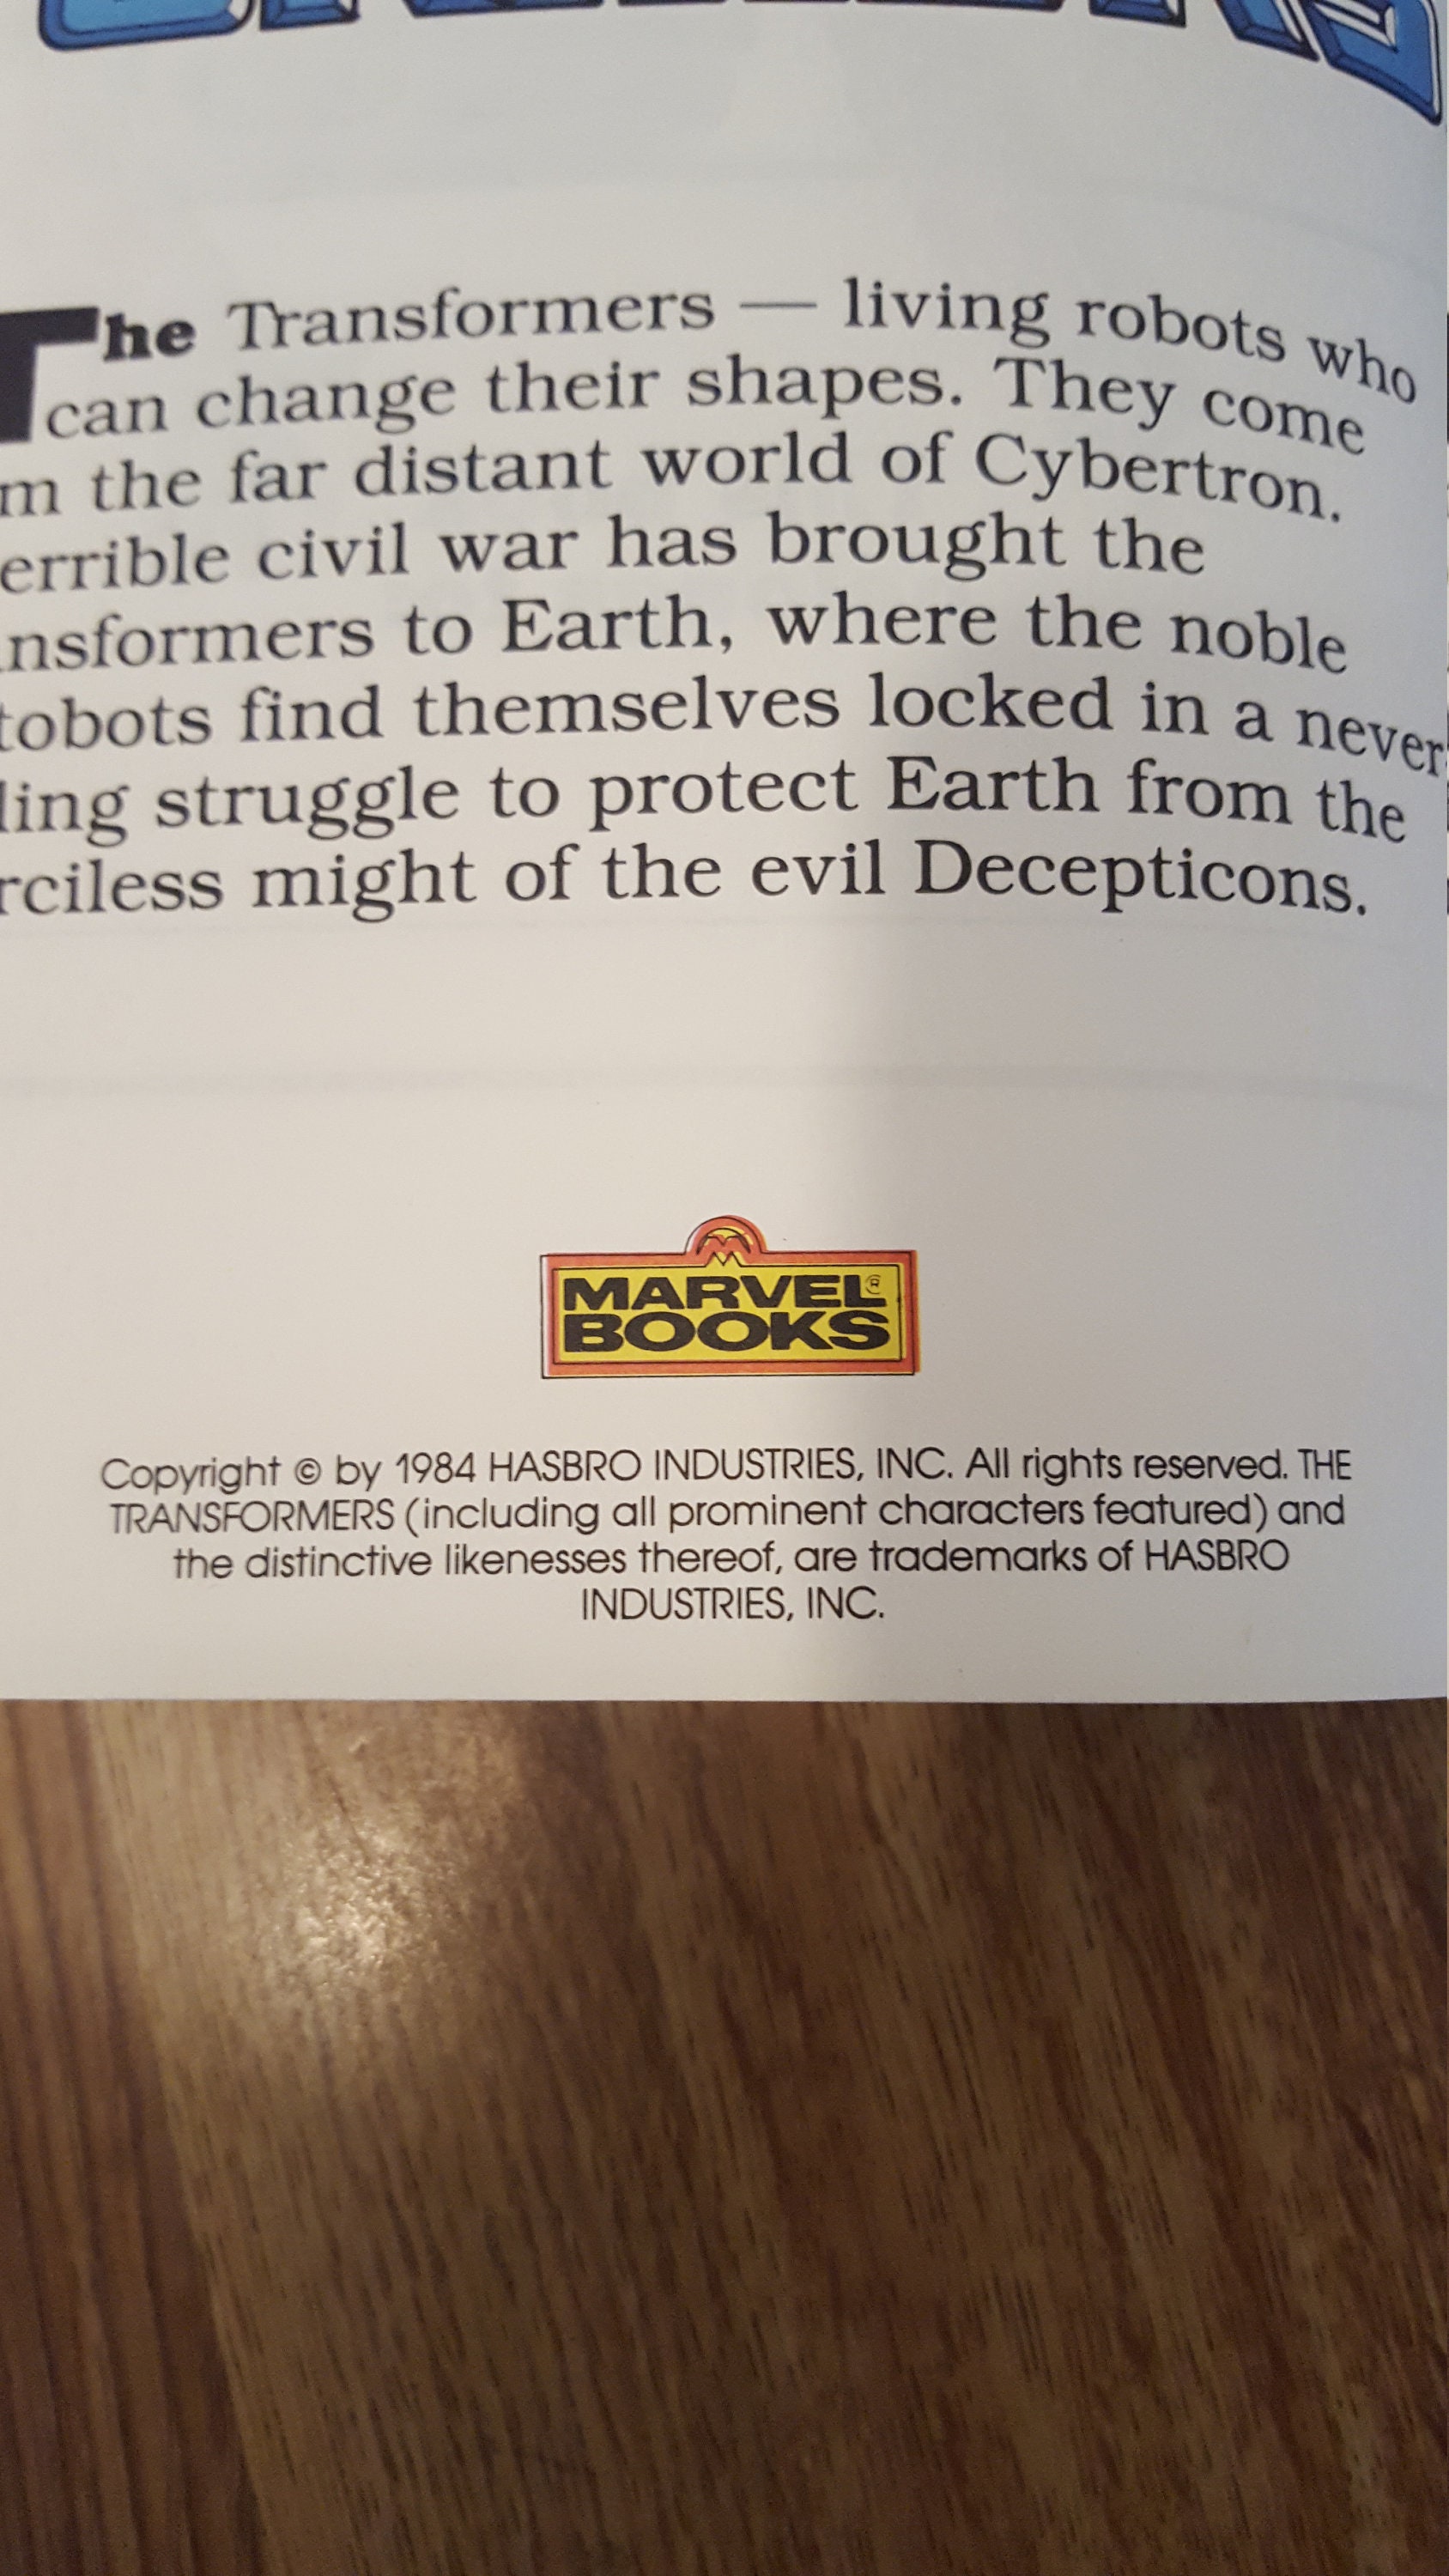 The Transformers — living robots who
can change their shapes. They come
m the far distant world of Cybertron.
errible civil war has brought the
nsformers to Earth, where the noble
tobots find themselves locked in a never
ling struggle to protect Earth from the
rciless might of the evil Decepticons.
MARVEL®
BOOKS
Copyright © by 1984 HASBRO INDUSTRIES, INC. All rights reserved. THE
TRANSFORMERS (including all prominent characters featured) and
the distinctive likenesses thereof, are trademarks of HASBRO
INDUSTRIES, INC.